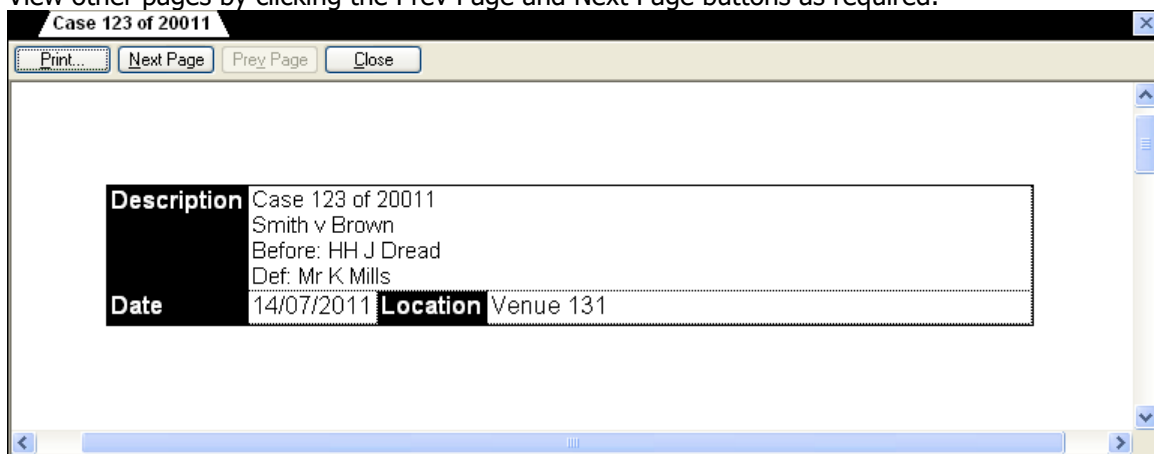 View other pages by clicking the Prev Page and Next Page buttons as required.
Case 123 of 20011
Print... Next Page Prev Page Close
Description Case 123 of 20011
Smith v Brown
Before: HH J Dread
Def: Mr K Mills
Date 14/07/2011 Location Venue 131